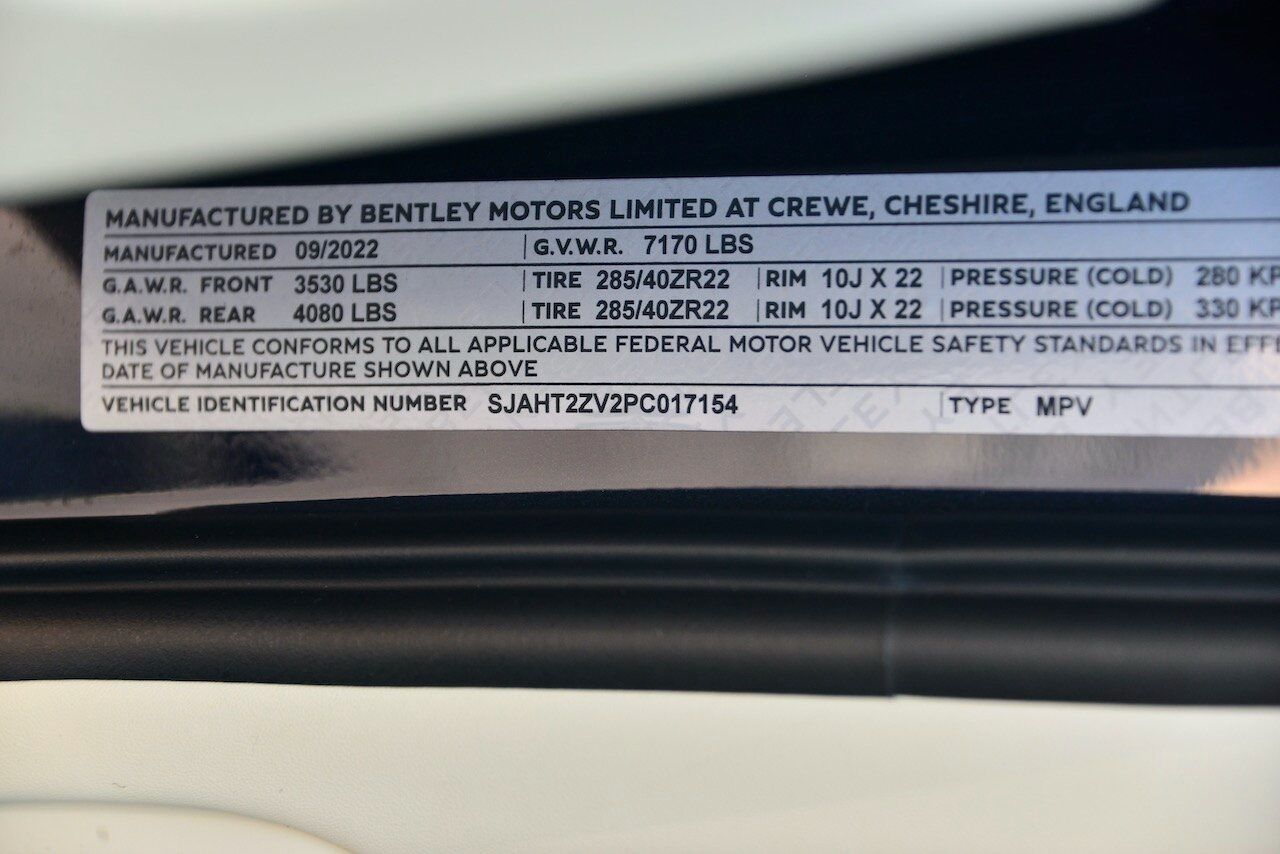 MANUFACTURED BY BENTLEY MOTORS LIMITED AT CREWE, CHESHIRE, ENGLAND
MANUFACTURED 09/2022 G.V.W.R. 7170 LBS
G.A.W.R. FRONT 3530 LBS TIRE 285/40ZR22 RIM 10J X 22 PRESSURE (COLD) 280
G.A.W.R. REAR 4080 LBS TIRE 285/40ZR22 RIM 10J X 22 PRESSURE (COLD) 330
THIS VEHICLE CONFORMS TO ALL APPLICABLE FEDERAL MOTOR VEHICLE SAFETY STANDARDS IN
DATE OF MANUFACTURE SHOWN ABOVE
VEHICLE IDENTIFICATION NUMBER SJAHT2ZV2PC017154 TYPE MPV